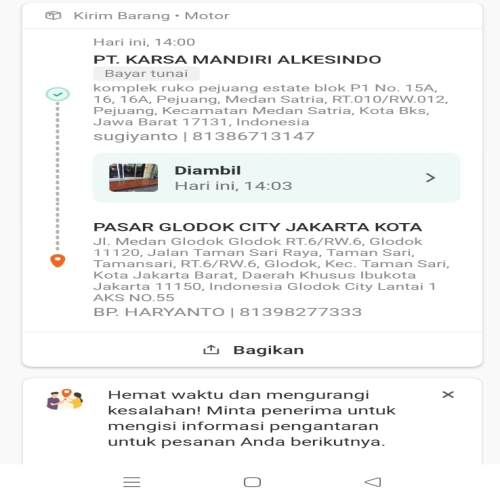 Kirim Barang • Motor
Hari ini, 14:00
PT. KARSA MANDIRI ALKESINDO
Bayar tunai
komplek ruko pejuang estate blok P1 No. 15A,
16, 16A, Pejuang, Medan Satria, RT.010/RW.012,
Pejuang, Kecamatan Medan Satria, Kota Bks,
Jawa Barat 17131, Indonesia
sugiyanto | 81386713147
Diambil
Hari ini, 14:03
PASAR GLODOK CITY JAKARTA KOTA
Jl. Medan Glodok Glodok RT.6/RW.6, Glodok
11120, Jalan Taman Sari Raya, Taman Sari,
Tamansari, RT.6/RW.6, Glodok, Kec. Taman Sari,
Kota Jakarta Barat, Daerah Khusus Ibukota
Jakarta 11150, Indonesia Glodok City Lantai 1
AKS NO.55
BP. HARYANTO | 81398277333
Bagikan
Hemat waktu dan mengurangi
kesalahan! Minta penerima untuk
mengisi informasi pengantaran
untuk pesanan Anda berikutnya.